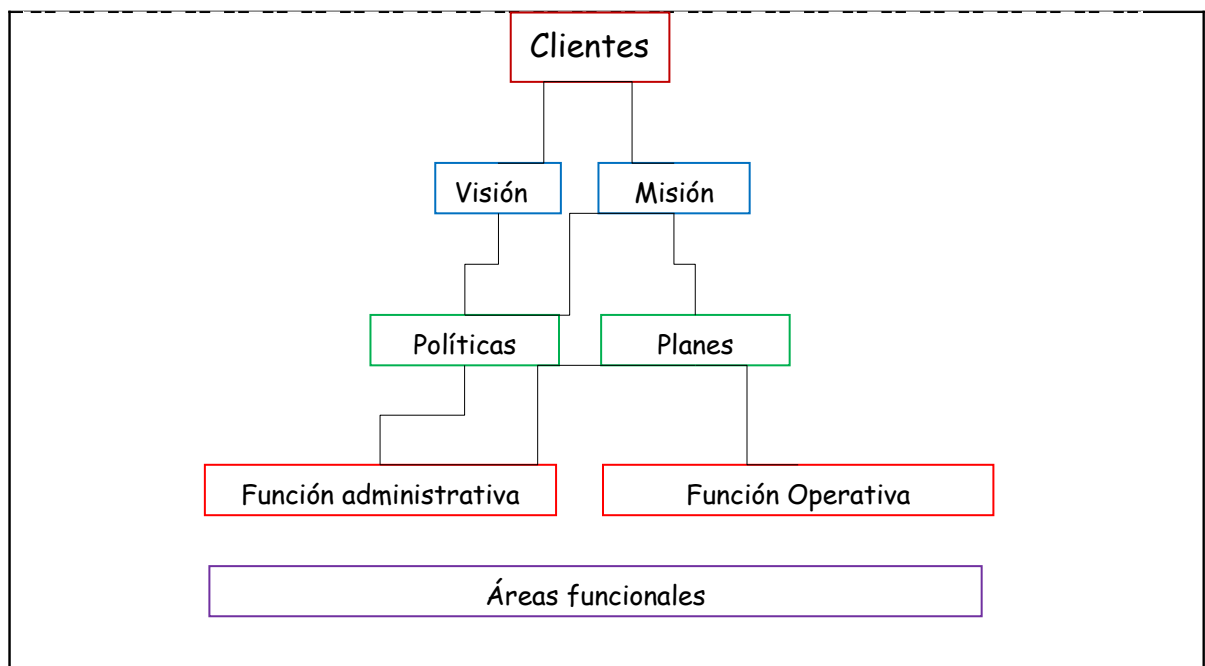 Clientes
Visión
Misión
Políticas
Planes
Función administrativa
Función Operativa
Áreas funcionales